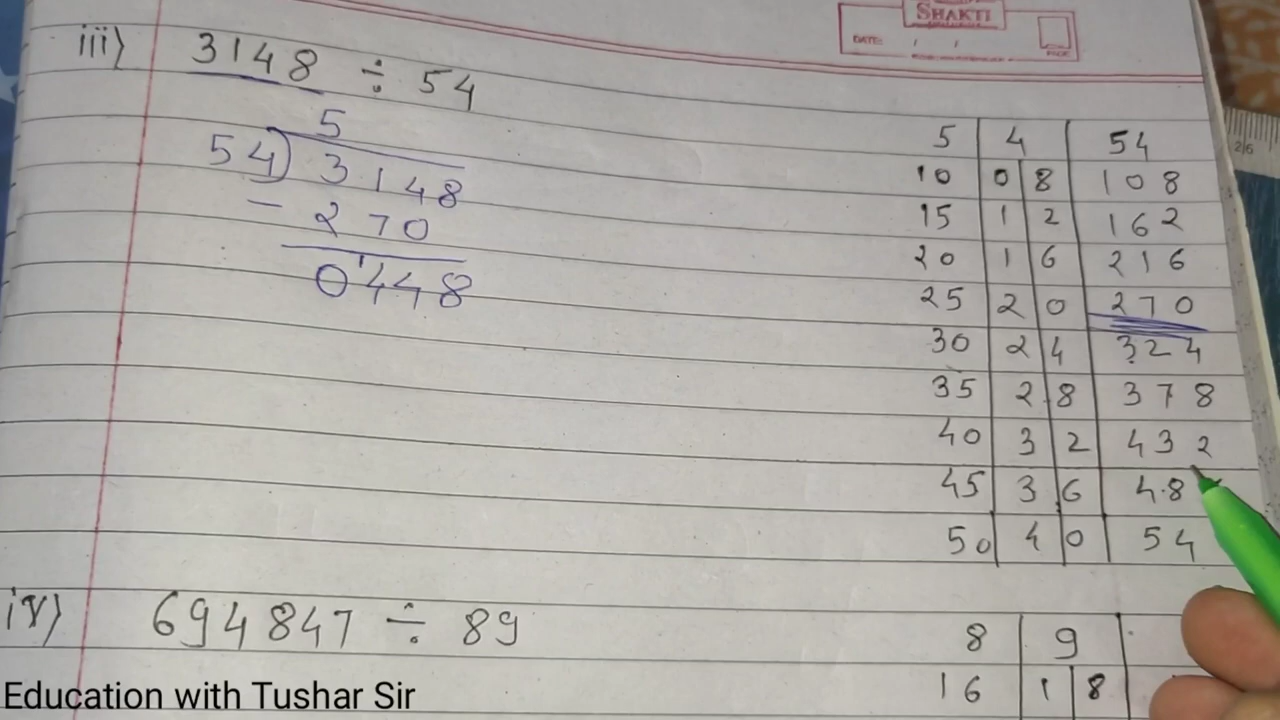 SHAKTI
DATE: / /
PAGE
iii) 3148 ÷ 54
5
54) 3148
- 270
0448
5 4 54
10 0 8 108
15 1 2 162
20 1 6 216
25 2 0 270
30 2 4 324
35 2 8 378
40 3 2 432
45 3 6 48
50 4 0 54
iv) 694847 ÷ 89
8 9
16 1 8
26
Education with Tushar Sir